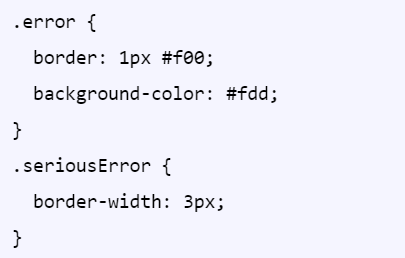 .error {
  border: 1px #f00;
  background-color: #fdd;
}
.seriousError {
  border-width: 3px;
}